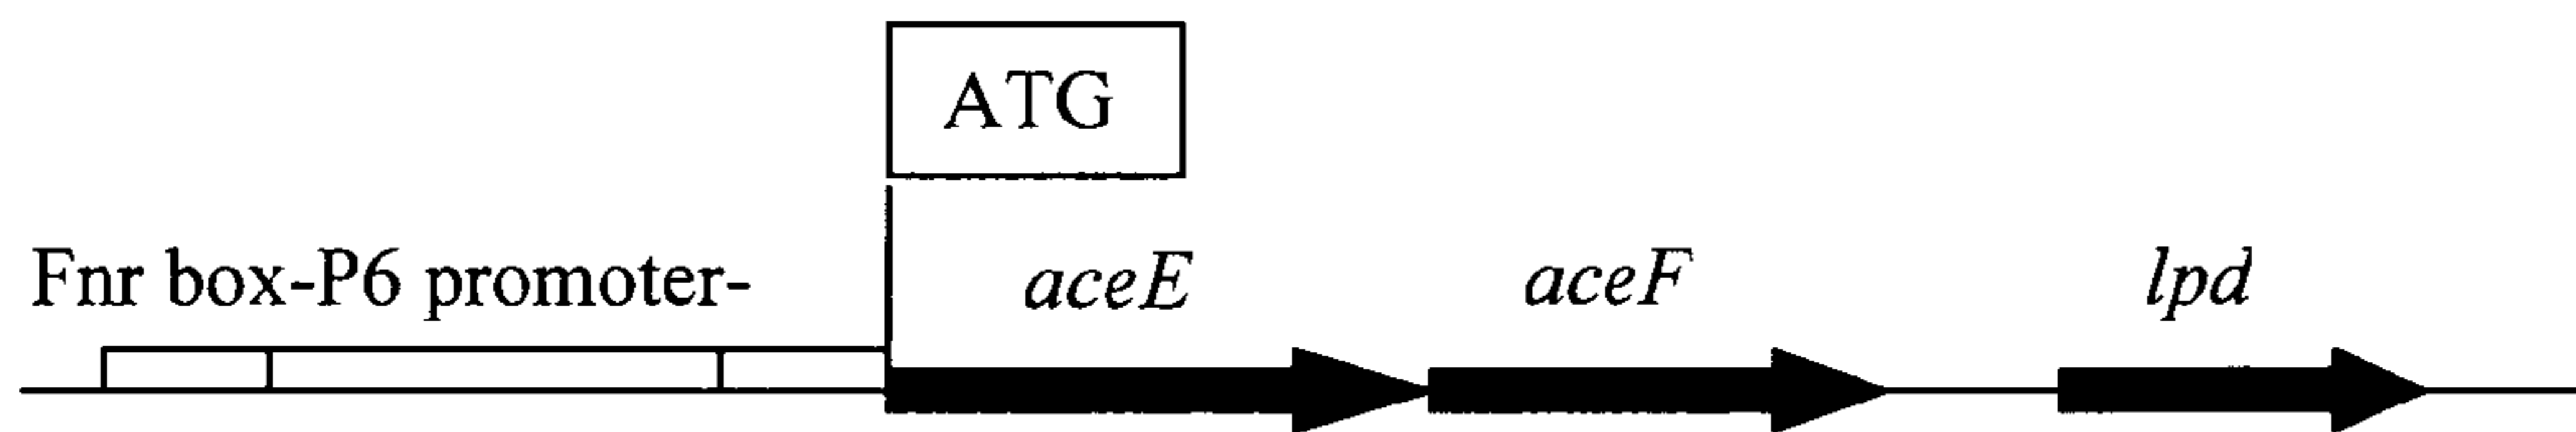 ATG
Fnr box-P6 promoter- aceE aceF lpd